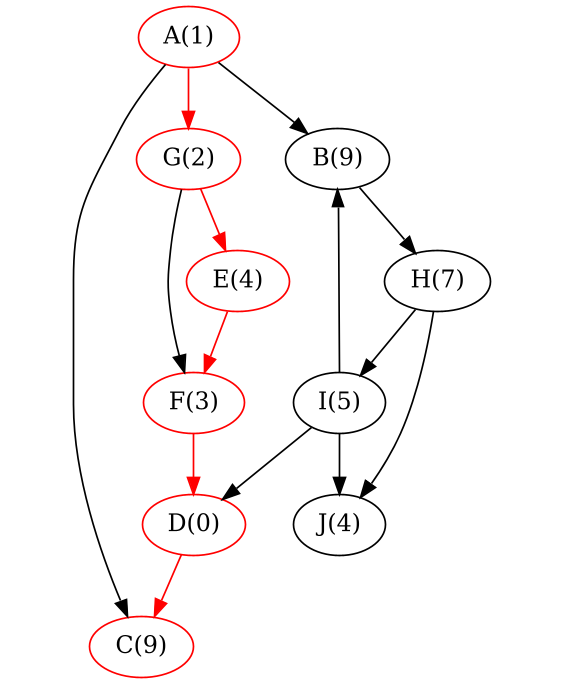 A(1)
G(2)
B(9)
E(4)
H(7)
F(3)
I(5)
D(0)
J(4)
C(9)